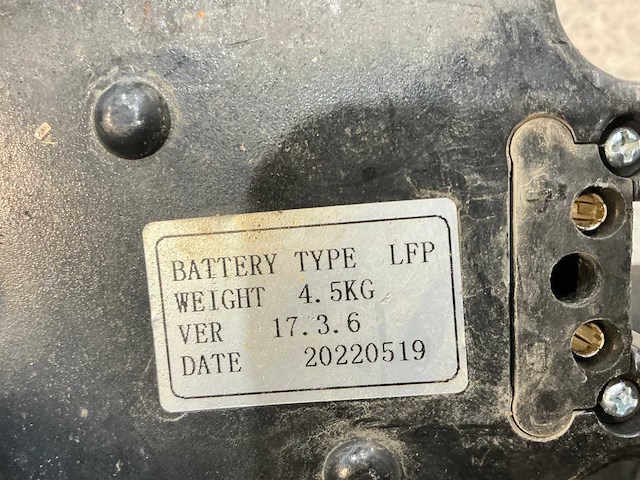 BATTERY TYPE LFP
WEIGHT 4.5KG
VER 17.3.6
DATE 20220519